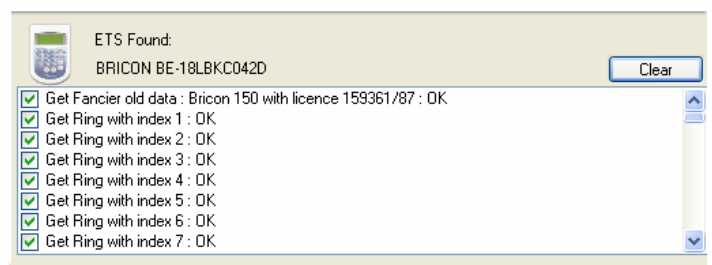 ETS Found:
BRICON BE-18LBKC042D
Clear
Get Fancier old data : Bricon 150 with licence 159361/87 : OK
Get Ring with index 1 : OK
Get Ring with index 2 : OK
Get Ring with index 3 : OK
Get Ring with index 4 : OK
Get Ring with index 5 : OK
Get Ring with index 6 : OK
Get Ring with index 7 : OK